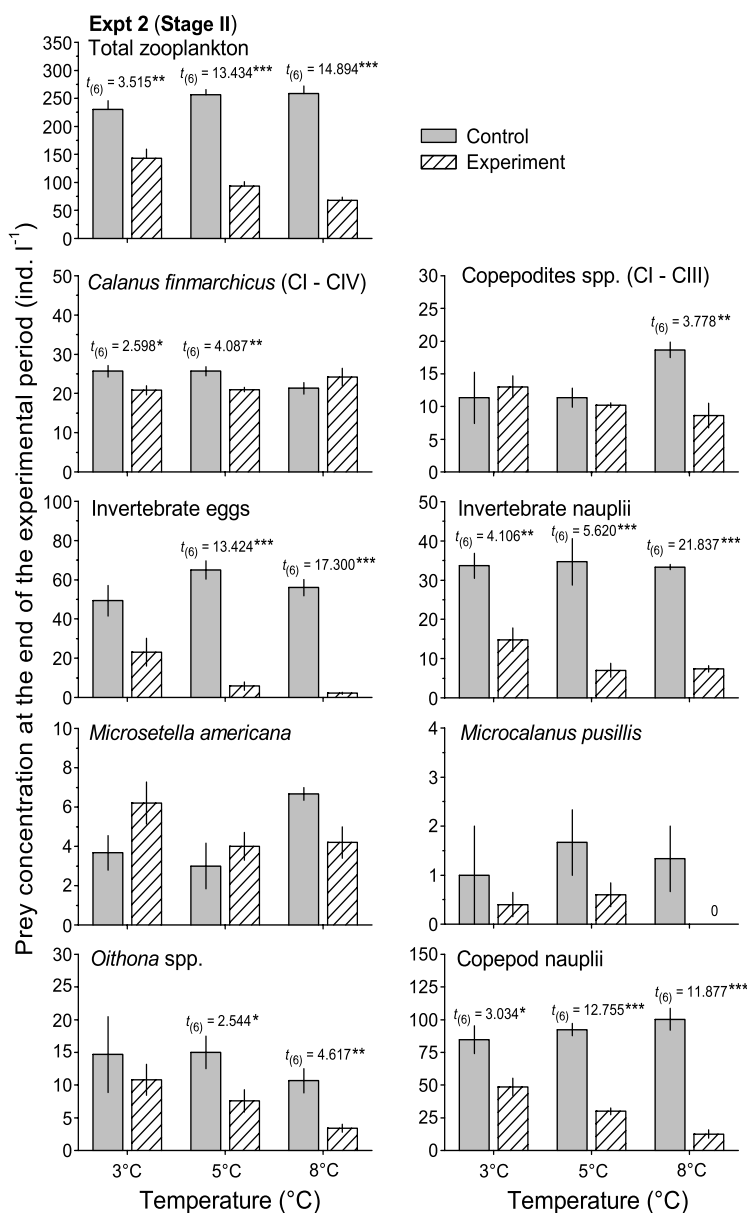 Expt 2 (Stage II)
Total zooplankton
350
300
250
200
150
100
50
0
t(6) = 3.515**
t(6) = 13.434***
t(6) = 14.894***
Control
Experiment
Prey concentration at the end of the experimental period (ind. l-1)
Calanus finmarchicus (CI - CIV)
50
40
30
20
10
0
t(6) = 2.598*
t(6) = 4.087**
Copepodites spp. (CI - CIII)
30
25
20
15
10
5
0
t(6) = 3.778**
Invertebrate eggs
100
80
60
40
20
0
t(6) = 13.424***
t(6) = 17.300***
Invertebrate nauplii
50
40
30
20
10
0
t(6) = 4.106**
t(6) = 5.620***
t(6) = 21.837***
Microsetella americana
10
8
6
4
2
0
Microcalanus pusillis
4
3
2
1
0
0
Oithona spp.
30
25
20
15
10
5
0
t(6) = 2.544*
t(6) = 4.617**
3°C
5°C
8°C
Temperature (°C)
Copepod nauplii
150
125
100
75
50
25
0
t(6) = 3.034*
t(6) = 12.755***
t(6) = 11.877***
3°C
5°C
8°C
Temperature (°C)